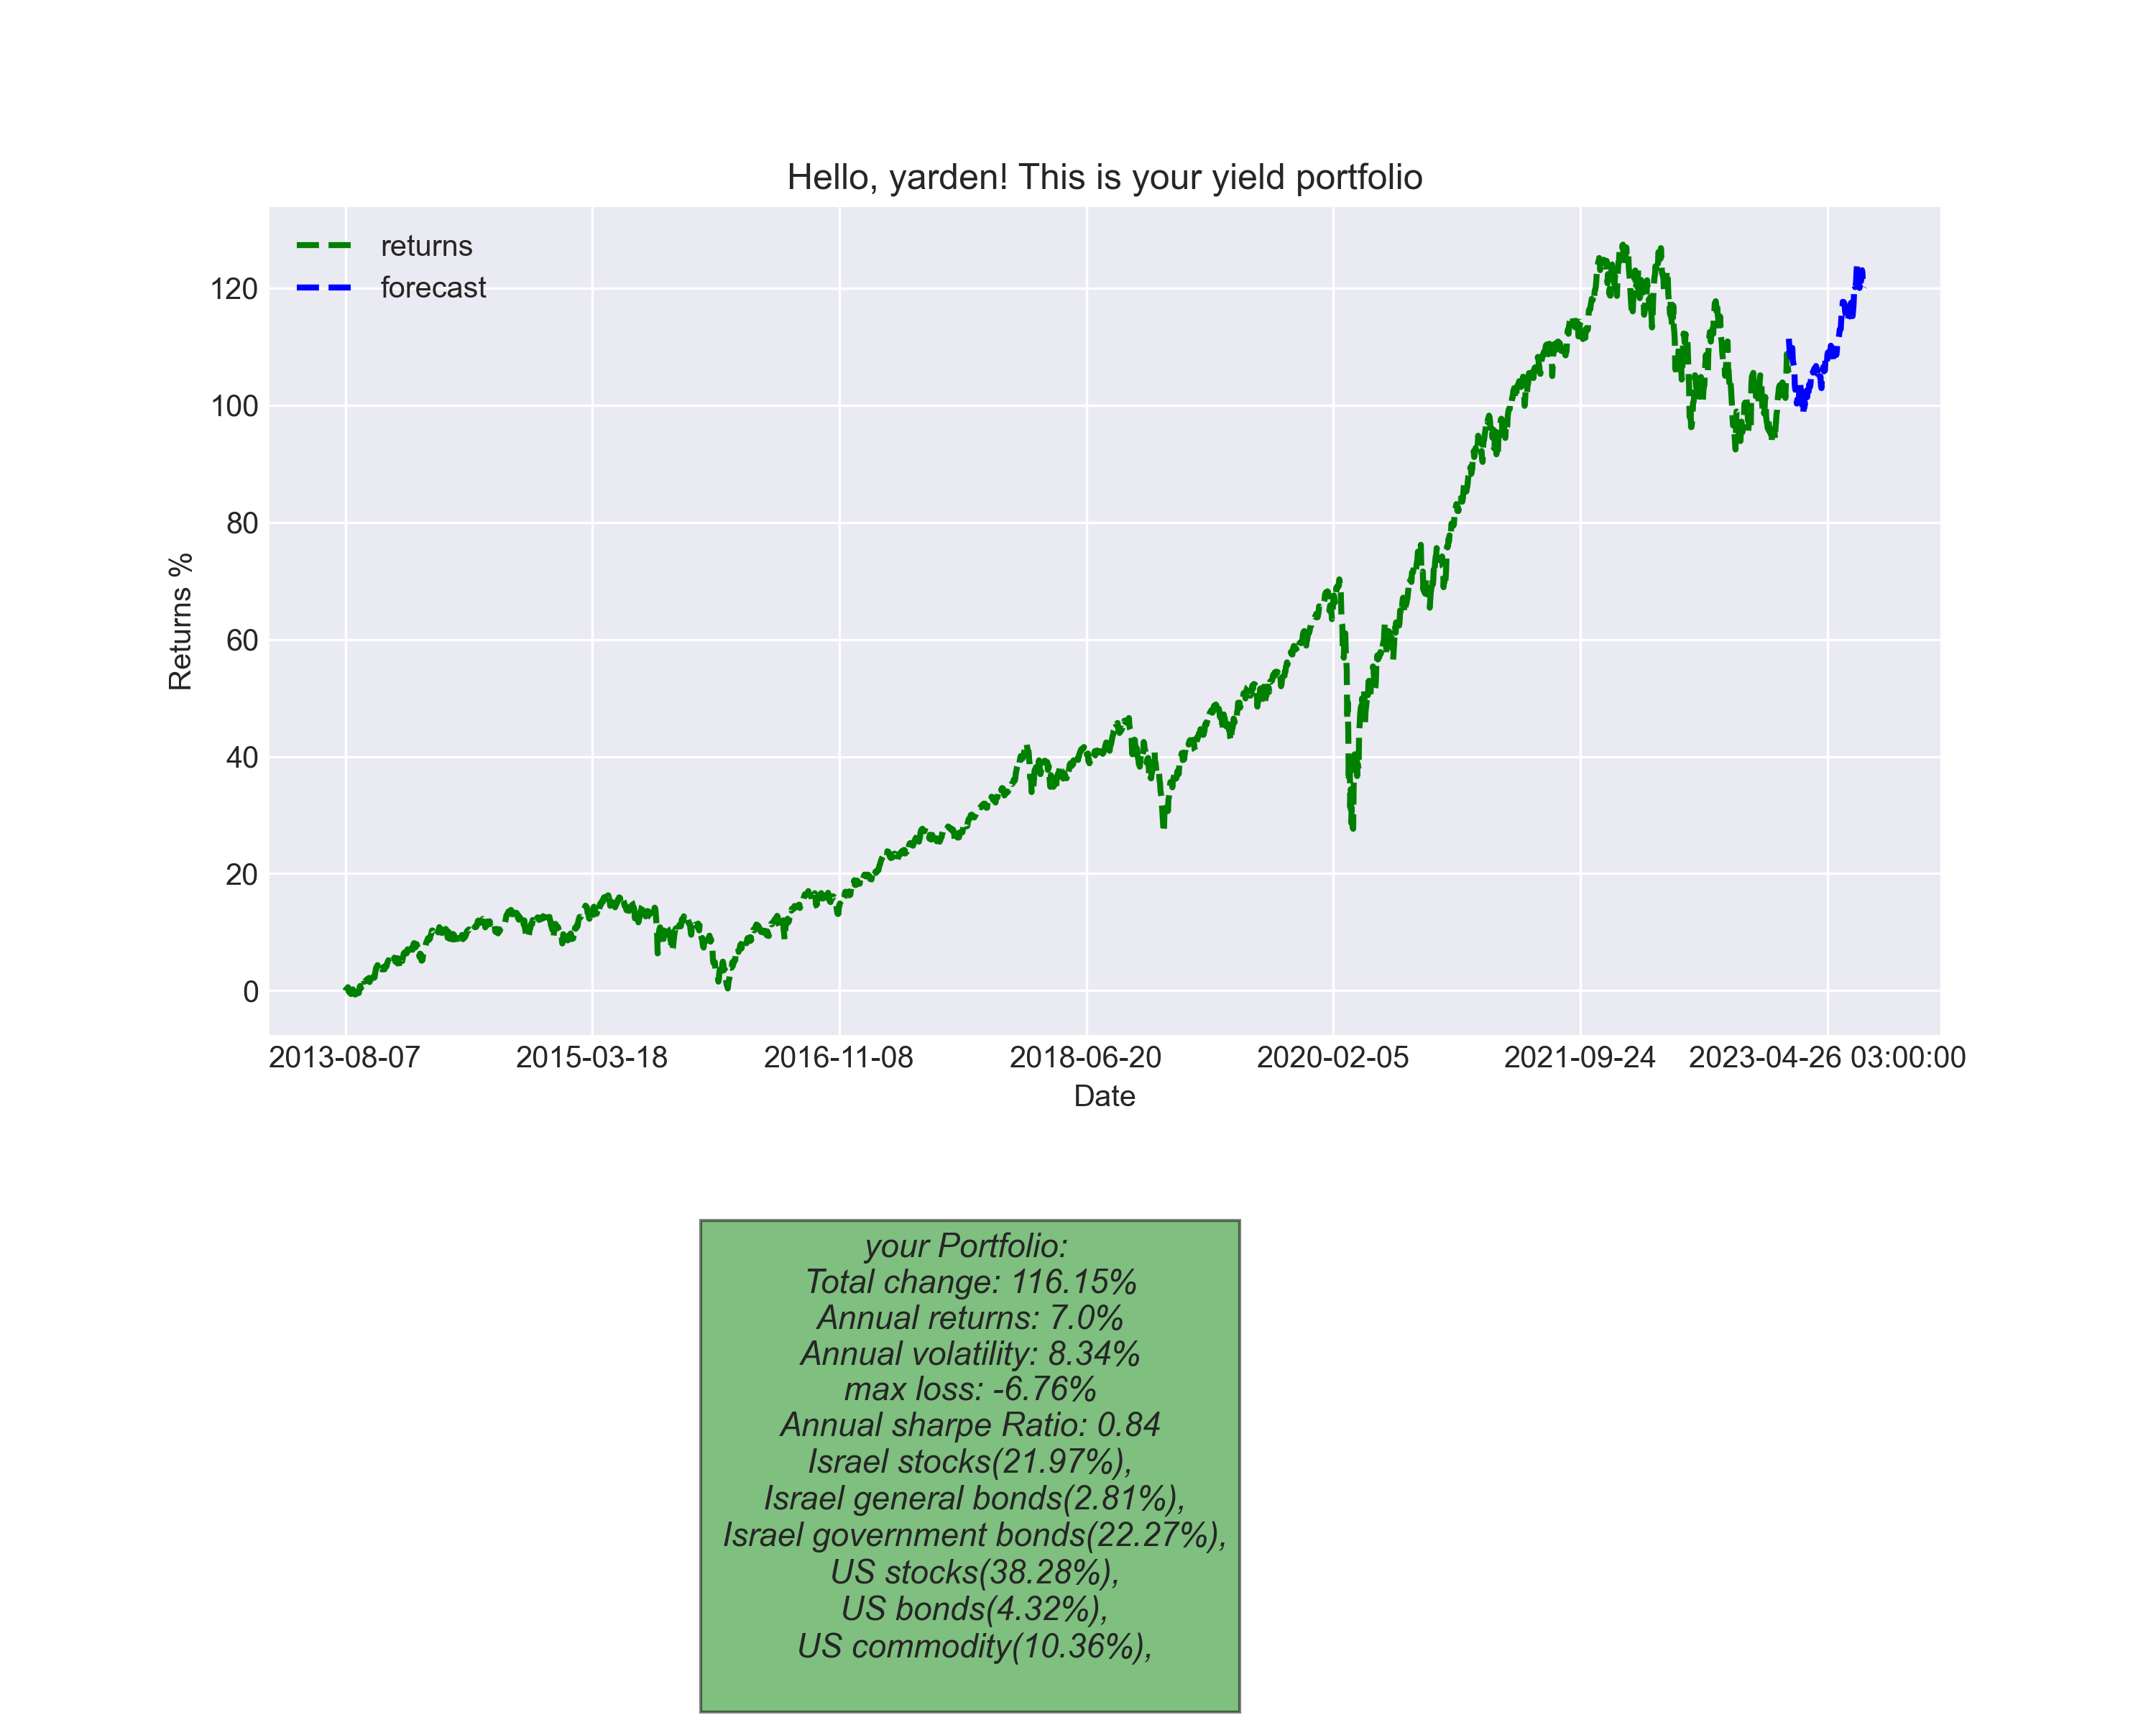 Hello, yarden! This is your yield portfolio
returns
forecast
120
100
80
60
40
20
0
Returns %
2013-08-07
2015-03-18
2016-11-08
2018-06-20
2020-02-05
2021-09-24
2023-04-26 03:00:00
Date
your Portfolio:
Total change: 116.15%
Annual returns: 7.0%
Annual volatility: 8.34%
max loss: -6.76%
Annual sharpe Ratio: 0.84
Israel stocks(21.97%),
Israel general bonds(2.81%),
Israel government bonds(22.27%),
US stocks(38.28%),
US bonds(4.32%),
US commodity(10.36%),